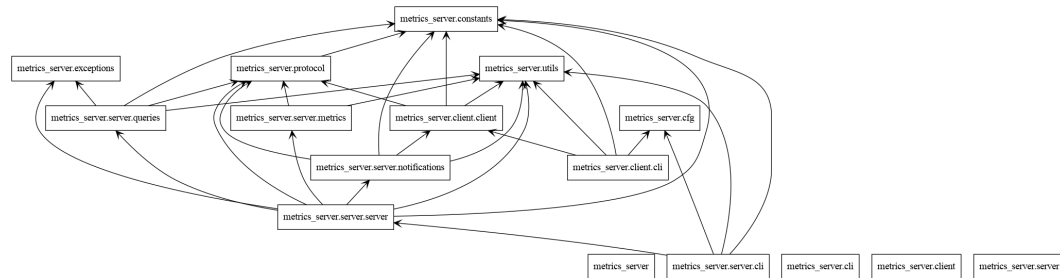 metrics_server.constants
metrics_server.exceptions
metrics_server.protocol
metrics_server.utils
metrics_server.server.queries
metrics_server.server.metrics
metrics_server.client.client
metrics_server.cfg
metrics_server.server.notifications
metrics_server.client.cli
metrics_server.server.server
metrics_server
metrics_server.server.cli
metrics_server.cli
metrics_server.client
metrics_server.server